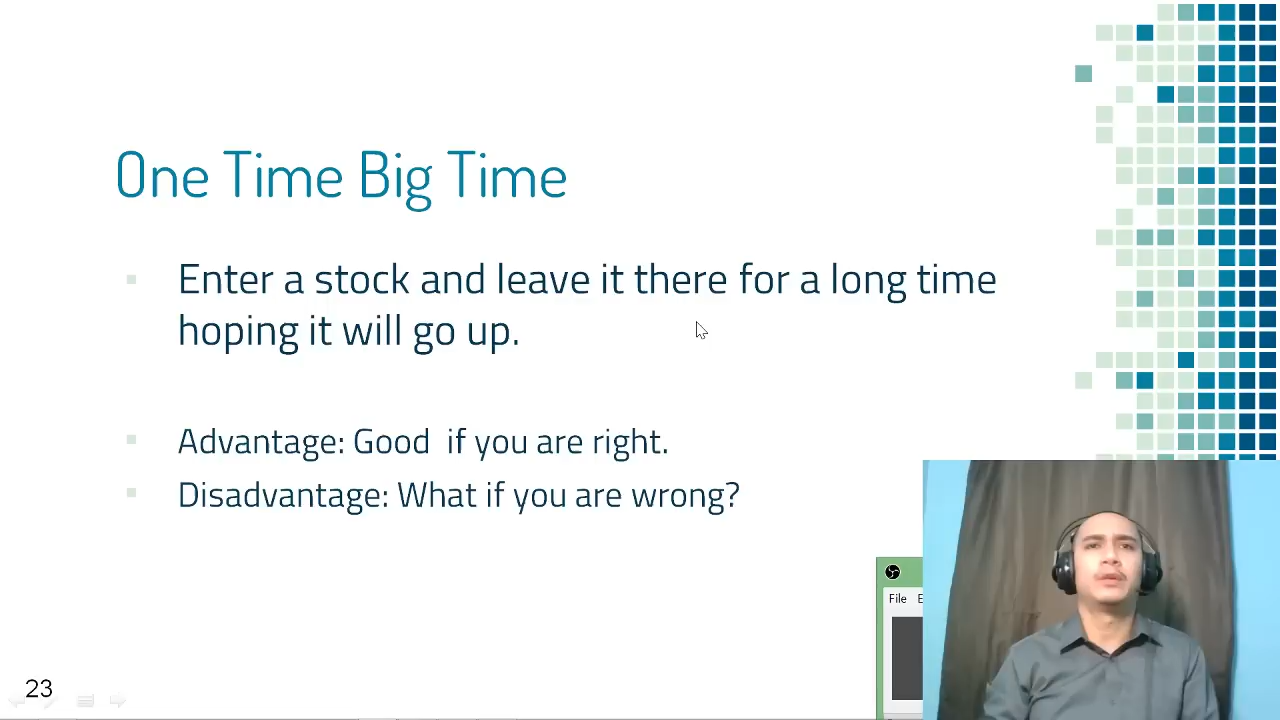 One Time Big Time
Enter a stock and leave it there for a long time
hoping it will go up.
Advantage: Good  if you are right.
Disadvantage: What if you are wrong?
File
23